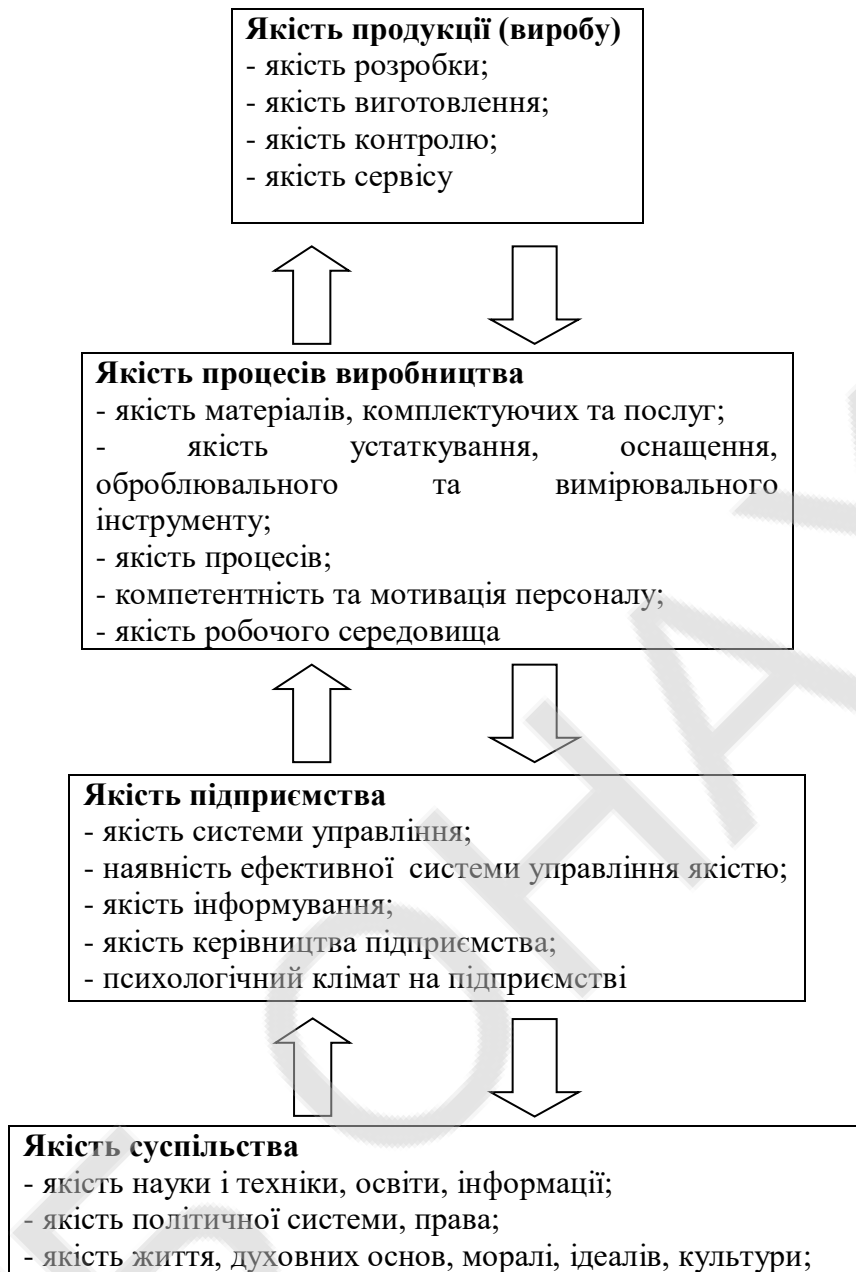 Якість продукції (виробу)
- якість розробки;
- якість виготовлення;
- якість контролю;
- якість сервісу
Якість процесів виробництва
- якість матеріалів, комплектуючих та послуг;
- якість устаткування, оснащення,
оброблювального та вимірювального
інструменту;
- якість процесів;
- компетентність та мотивація персоналу;
- якість робочого середовища
Якість підприємства
- якість системи управління;
- наявність ефективної системи управління якістю;
- якість інформування;
- якість керівництва підприємства;
- психологічний клімат на підприємстві
Якість суспільства
- якість науки і техніки, освіти, інформації;
- якість політичної системи, права;
- якість життя, духовних основ, моралі, ідеалів, культури;